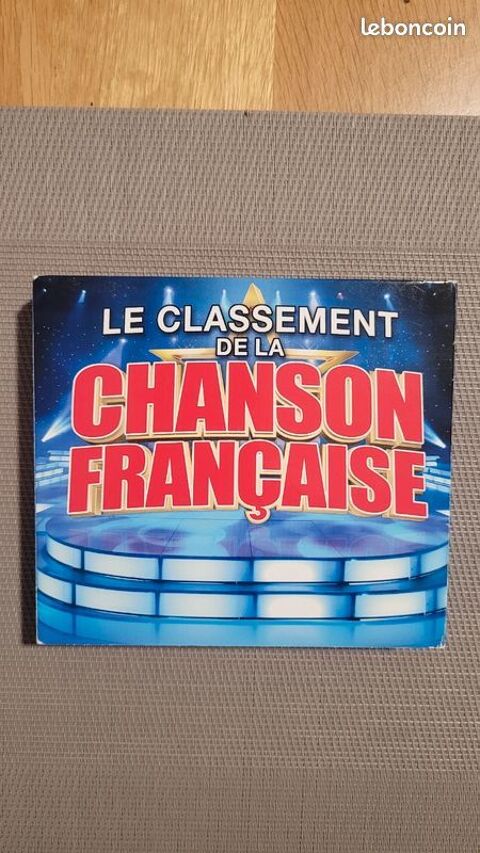 leboncoin
LE CLASSEMENT
DE LA
CHANSON
FRANÇAISE